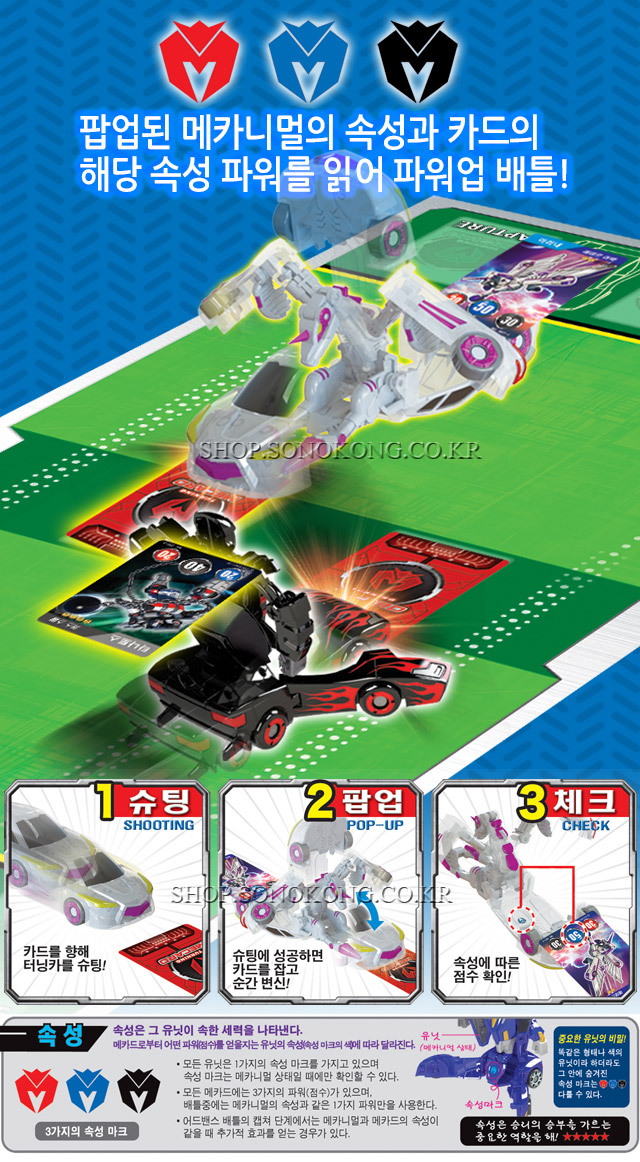 팝업된 메카니멀의 속성과 카드의
해당 속성 파워를 읽어 파워업 배틀!
APTURE
50
30
SHOP.SONOKONG.CO.KR
20
40
20
1 슈팅
SHOOTING
카드를 향해
터닝카를 슈팅!
2 팝업
POP-UP
슈팅에 성공하면
카드를 잡고
순간 변신!
3 체크
CHECK
속성에 따른
점수 확인!
SHOP.SONOKONG.CO.KR
속성
속성은 그 유닛이 속한 세력을 나타낸다.
메카드로부터 어떤 파워(점수)를 얻을지는 유닛의 속성(속성 마크의 색)에 따라 달라진다.
3가지의 속성 마크
• 모든 유닛은 1가지의 속성 마크를 가지고 있으며
속성 마크는 메카니멀 상태일 때에만 확인할 수 있다.
• 모든 메카드에는 3가지의 파워(점수)가 있으며,
배틀중에는 메카니멀의 속성과 같은 1가지 파워만을 사용한다.
• 어드밴스 배틀의 캡쳐 단계에서는 메카니멀과 메카드의 속성이
같을 때 추가적 효과를 얻는 경우가 있다.
유닛
(메카니멀 상태)
속성마크
중요한 유닛의 비밀!
똑같은 형태나 색의
유닛이라 하더라도
그 안에 숨겨진
속성 마크는
다를 수 있다.
속성은 승니의 승부를 가르는
중요한 역할을 해! ★★★★★